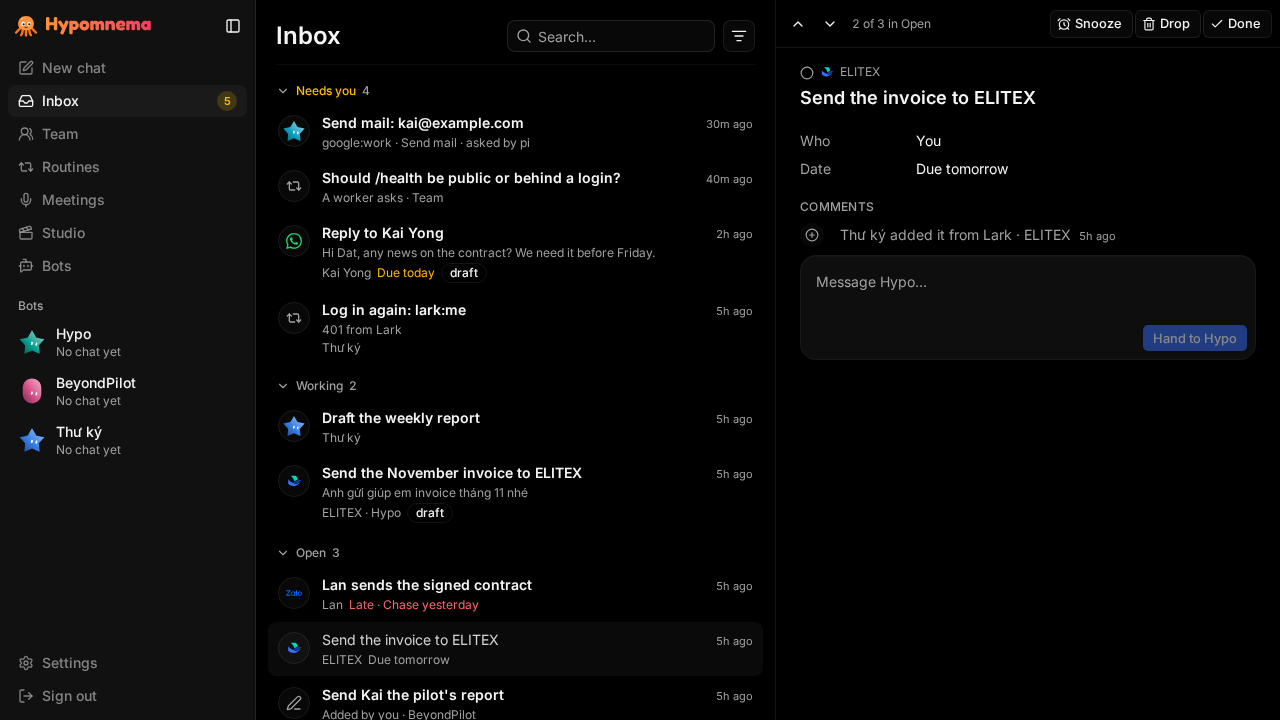 Hypomnema
New chat
Inbox
5
Team
Routines
Meetings
Studio
Bots
Bots
Hypo
No chat yet
BeyondPilot
No chat yet
Thư ký
No chat yet
Settings
Sign out
Inbox
Search...
Needs you 4
Send mail: kai@example.com
30m ago
google:work · Send mail · asked by pi
Should /health be public or behind a login?
40m ago
A worker asks · Team
Reply to Kai Yong
2h ago
Hi Dat, any news on the contract? We need it before Friday.
Kai Yong Due today draft
Log in again: lark:me
5h ago
401 from Lark
Thư ký
Working 2
Draft the weekly report
5h ago
Thư ký
Send the November invoice to ELITEX
5h ago
Anh gửi giúp em invoice tháng 11 nhé
ELITEX · Hypo draft
Open 3
Zalo
Lan sends the signed contract
5h ago
Lan Late · Chase yesterday
Send the invoice to ELITEX
5h ago
ELITEX Due tomorrow
Send Kai the pilot's report
5h ago
Added by you · BeyondPilot
2 of 3 in Open
Snooze
Drop
Done
ELITEX
Send the invoice to ELITEX
Who You
Date Due tomorrow
COMMENTS
Thư ký added it from Lark · ELITEX 5h ago
Message Hypo...
Hand to Hypo